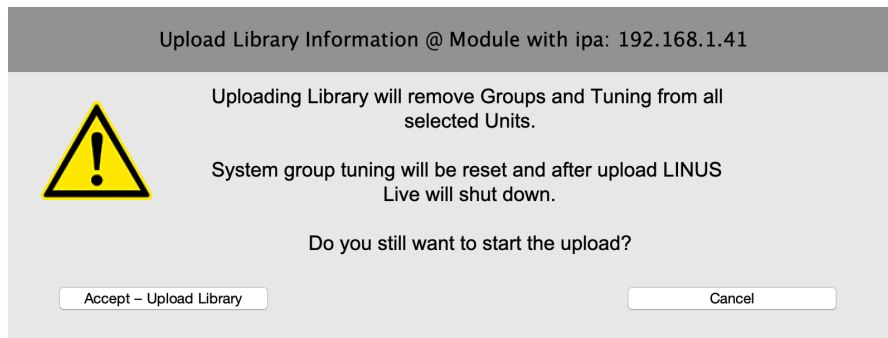 Upload Library Information @ Module with ipa: 192.168.1.41
Uploading Library will remove Groups and Tuning from all
selected Units.
System group tuning will be reset and after upload LINUS
Live will shut down.
Do you still want to start the upload?
Accept – Upload Library
Cancel